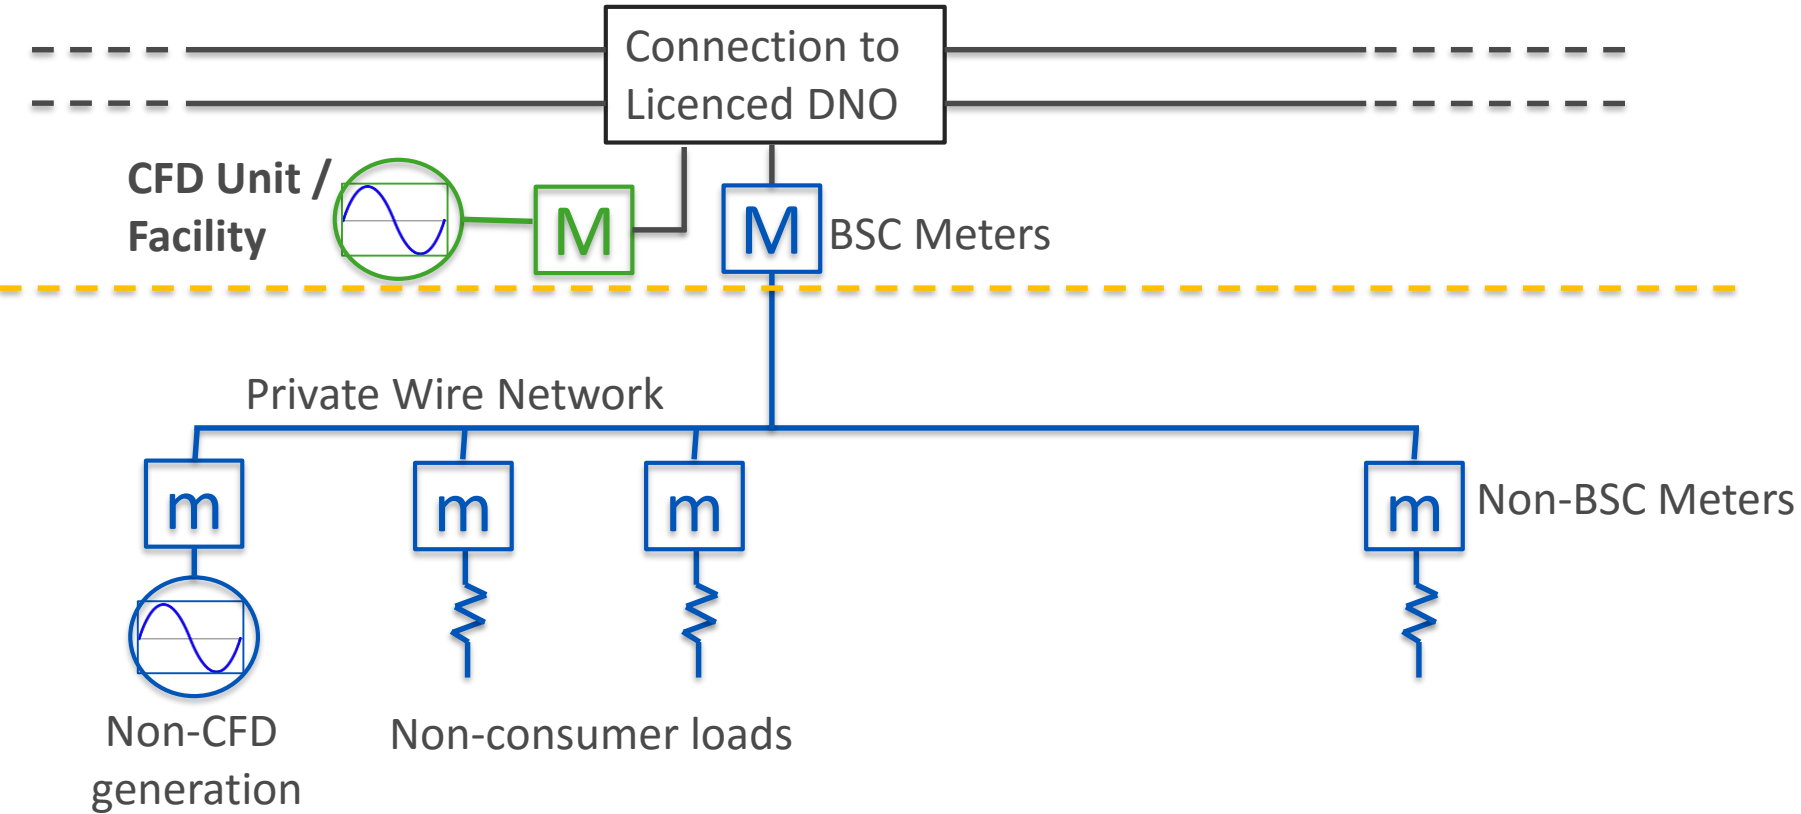 Connection to
Licenced DNO
CFD Unit /
Facility
M
M
BSC Meters
Private Wire Network
m
m
m
m
Non-BSC Meters
Non-CFD
generation
Non-consumer loads